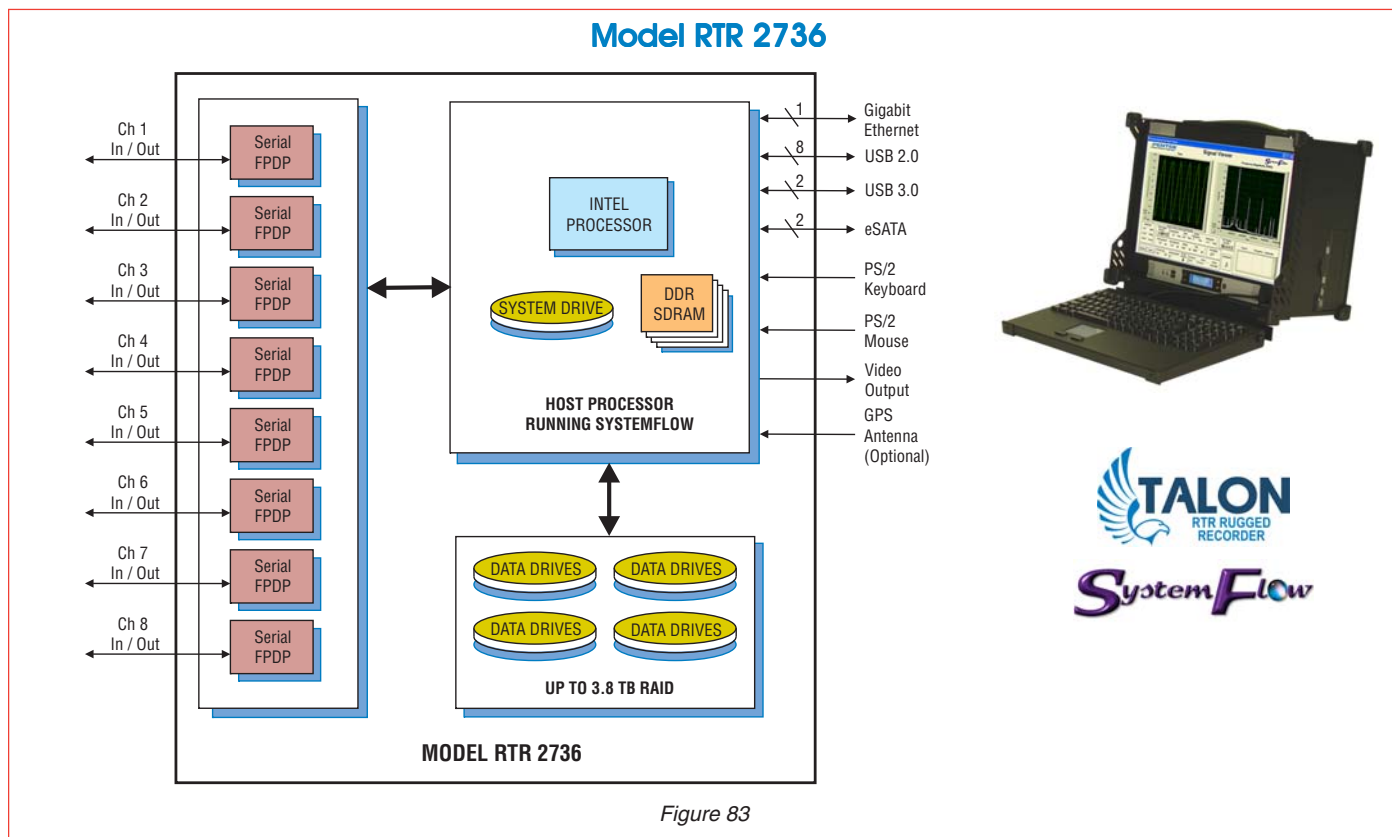 Model RTR 2736
Ch 1
In / Out
Serial
FPDP
Ch 2
In / Out
Serial
FPDP
Ch 3
In / Out
Serial
FPDP
Ch 4
In / Out
Serial
FPDP
Ch 5
In / Out
Serial
FPDP
Ch 6
In / Out
Serial
FPDP
Ch 7
In / Out
Serial
FPDP
Ch 8
In / Out
Serial
FPDP
INTEL
PROCESSOR
SYSTEM DRIVE
DDR
SDRAM
HOST PROCESSOR
RUNNING SYSTEMFLOW
1
Gigabit
Ethernet
8
USB 2.0
2
USB 3.0
2
eSATA
PS/2
Keyboard
PS/2
Mouse
Video
Output
GPS
Antenna
(Optional)
DATA DRIVES
DATA DRIVES
DATA DRIVES
DATA DRIVES
UP TO 3.8 TB RAID
MODEL RTR 2736
Signal Viewer
TALON
RTR RUGGED
RECORDER
SystemFlow
Figure 83